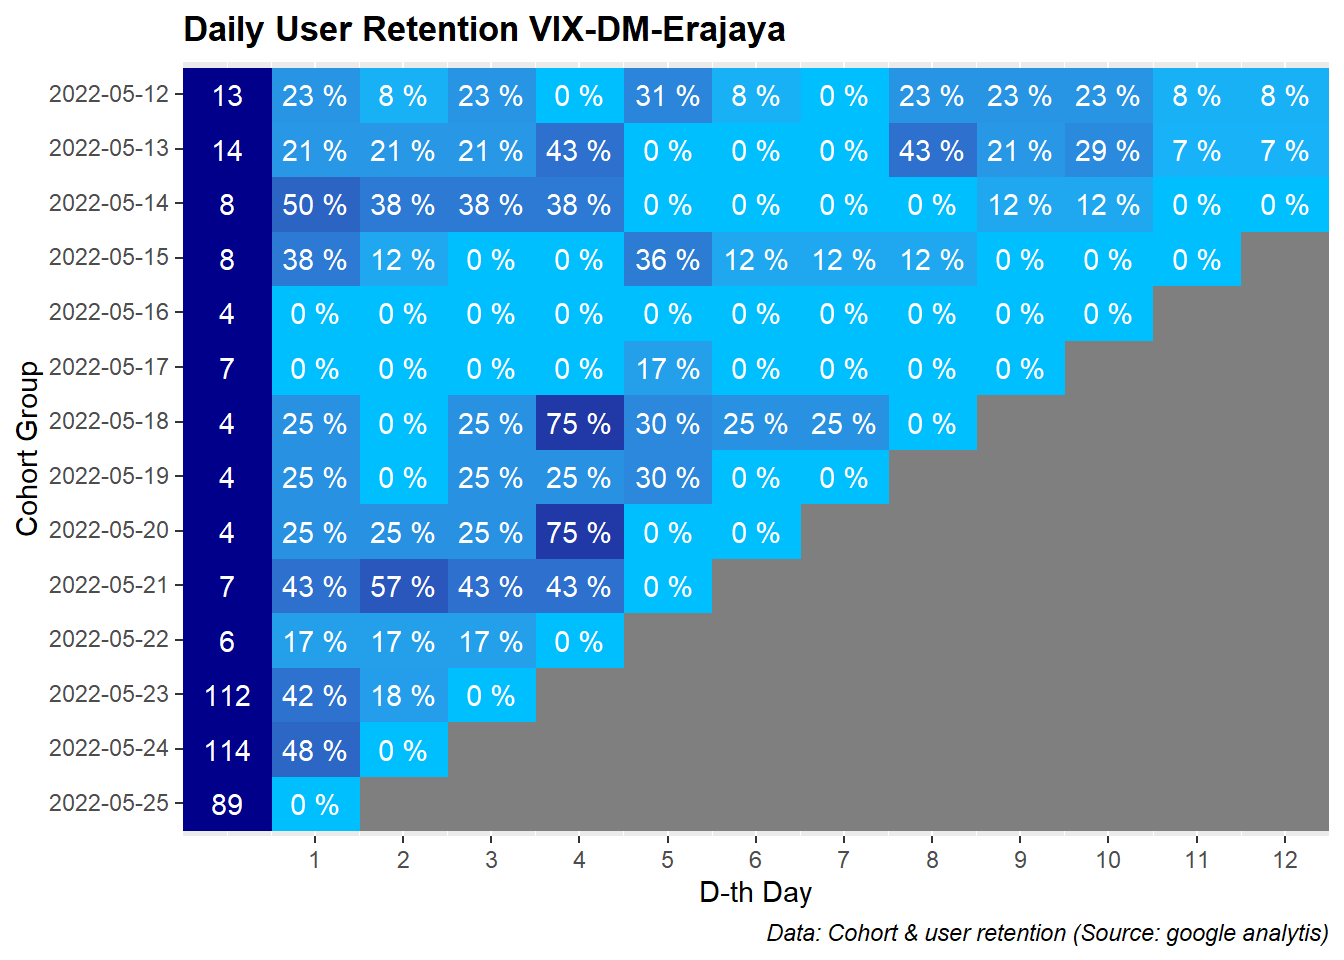 Daily User Retention VIX-DM-Erajaya
2022-05-12 13 23 % 8 % 23 % 0 % 31 % 8 % 0 % 23 % 23 % 23 % 8 % 8 %
2022-05-13 14 21 % 21 % 21 % 43 % 0 % 0 % 0 % 43 % 21 % 29 % 7 % 7 %
2022-05-14 8 50 % 38 % 38 % 38 % 0 % 0 % 0 % 0 % 12 % 12 % 0 % 0 %
2022-05-15 8 38 % 12 % 0 % 0 % 36 % 12 % 12 % 12 % 0 % 0 % 0 %
2022-05-16 4 0 % 0 % 0 % 0 % 0 % 0 % 0 % 0 % 0 % 0 %
2022-05-17 7 0 % 0 % 0 % 0 % 17 % 0 % 0 % 0 % 0 %
2022-05-18 4 25 % 0 % 25 % 75 % 30 % 25 % 25 % 0 %
2022-05-19 4 25 % 0 % 25 % 25 % 30 % 0 % 0 %
2022-05-20 4 25 % 25 % 25 % 75 % 0 % 0 %
2022-05-21 7 43 % 57 % 43 % 43 % 0 %
2022-05-22 6 17 % 17 % 17 % 0 %
2022-05-23 112 42 % 18 % 0 %
2022-05-24 114 48 % 0 %
2022-05-25 89 0 %
Cohort Group
1 2 3 4 5 6 7 8 9 10 11 12
D-th Day
Data: Cohort & user retention (Source: google analytis)